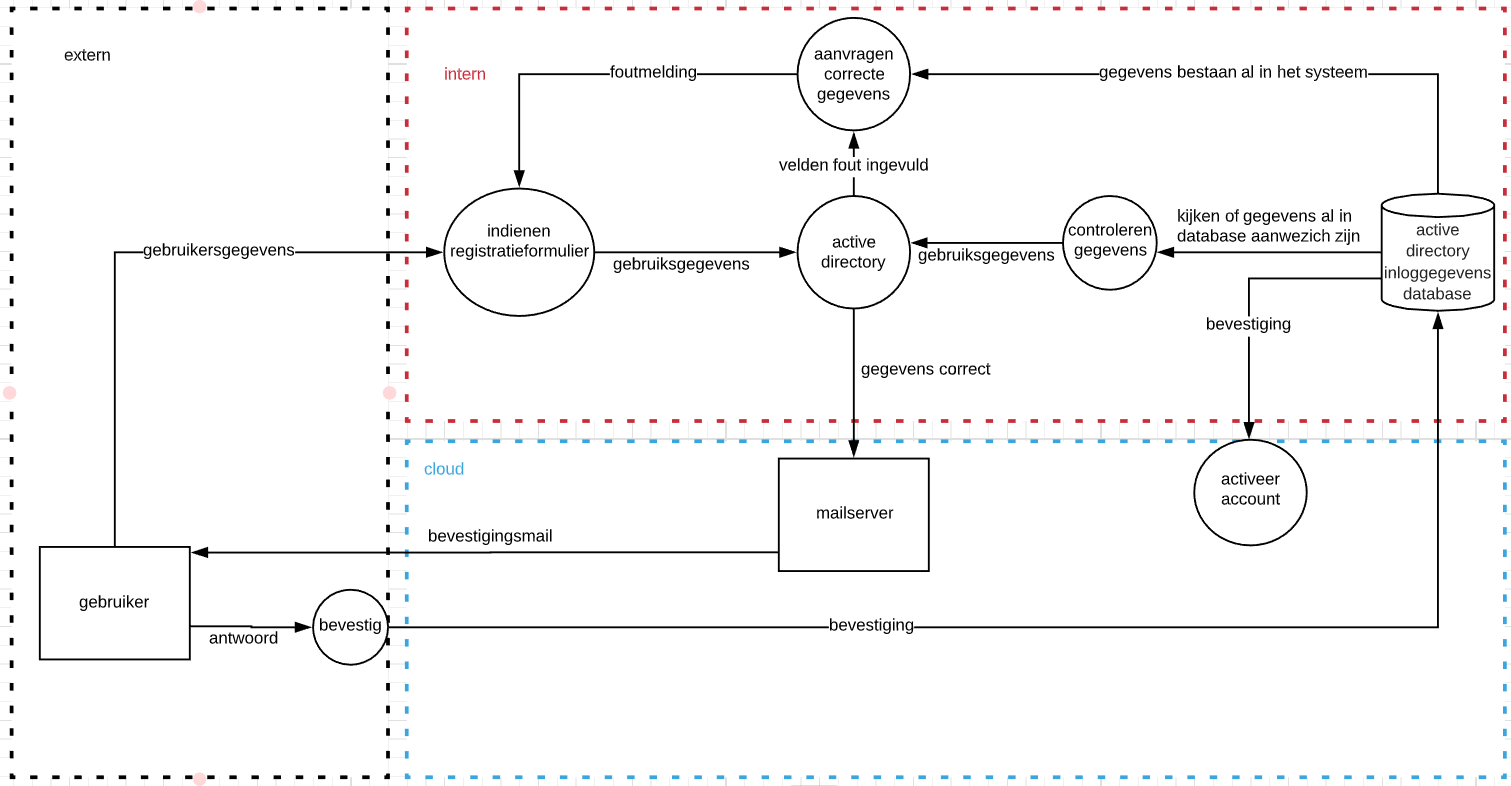 extern
intern
aanvragen
correcte
gegevens
foutmelding
gegevens bestaan al in het systeem
velden fout ingevuld
indienen
registratieformulier
gebruikersgegevens
gebruiksgegevens
active
directory
gebruiksgegevens
controleren
gegevens
kijken of gegevens al in
database aanwezich zijn
active
directory
inloggegevens
database
bevestiging
gegevens correct
cloud
mailserver
activeer
account
bevestigingsmail
gebruiker
antwoord
bevestig
bevestiging